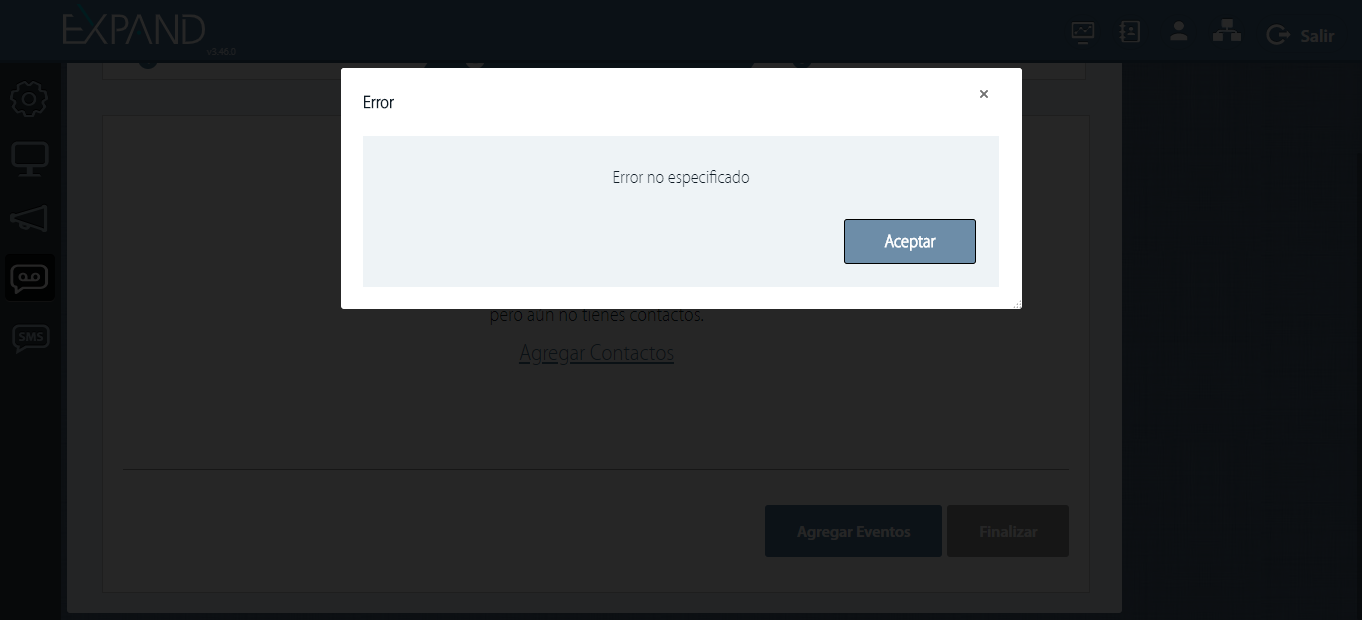 EXPAND
v5.48.0
Salir
Error
×
Error no especificado
Aceptar
pero aún no tienes contactos.
Agregar Contactos
SMS
Agregar Eventos
Finalizar